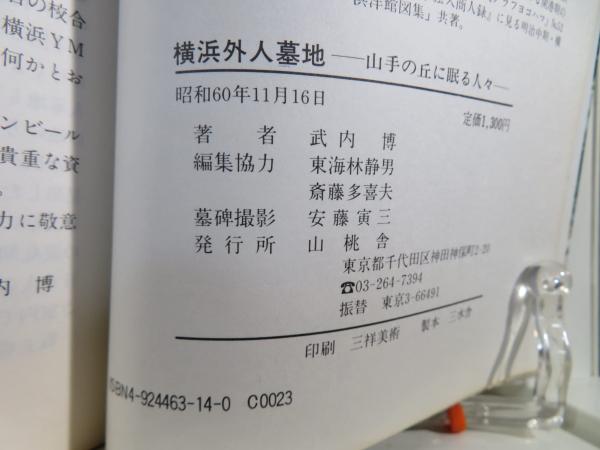 洋館図集」共著。
横浜外人墓地――山手の丘に眠る人々――
昭和60年11月16日
定価1,300円
著者 武内博
編集協力 東海林静男
斎藤多喜夫
墓碑撮影 安藤寅三
発行所 山桃舎
東京都千代田区神田神保町2-20
☎03-264-7394
振替 東京3-66491
印刷 三祥美術 製本 三水舎
ISBN4-924463-14-0 C0023
の校合
横浜YM
何かとお
ンビール
貴重な資
。
力に敬意
内 博